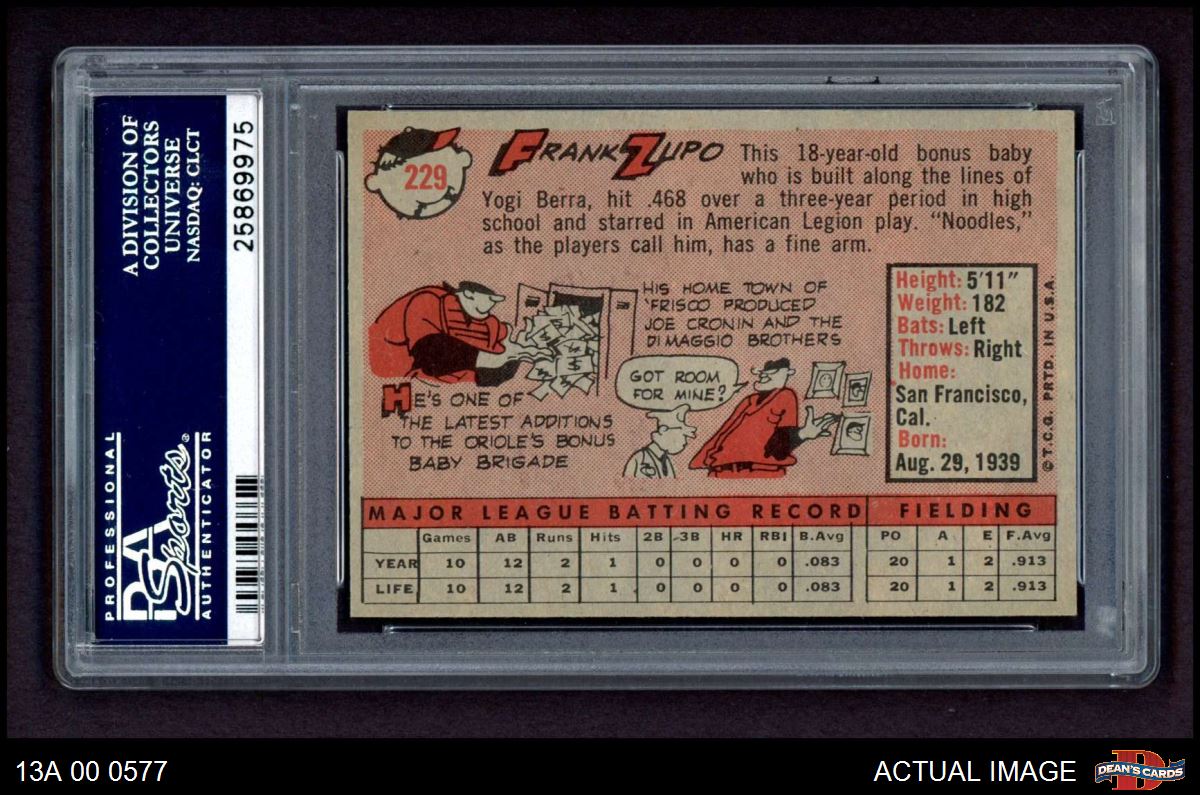 A DIVISION OF
COLLECTORS
UNIVERSE
NASDAQ: CLCT
25869975
PROFESSIONAL
PSA
Sports
AUTHENTICATOR
229
FRANK ZUPO
This 18-year-old bonus baby
who is built along the lines of
Yogi Berra, hit .468 over a three-year period in high
school and starred in American Legion play. "Noodles,"
as the players call him, has a fine arm.
HIS HOME TOWN OF
'FRISCO PRODUCED
JOE CRONIN AND THE
DI MAGGIO BROTHERS
GOT ROOM
FOR MINE?
HE'S ONE OF
THE LATEST ADDITIONS
TO THE ORIOLE'S BONUS
BABY BRIGADE
Height: 5'11"
Weight: 182
Bats: Left
Throws: Right
Home:
San Francisco,
Cal.
Born:
Aug. 29, 1939
©T.C.G. PRTD. IN U.S.A.
MAJOR LEAGUE BATTING RECORD FIELDING
Games AB Runs Hits 2B 3B HR RBI B.Avg PO A E F.Avg
YEAR 10 12 2 1 0 0 0 0 .083 20 1 2 .913
LIFE 10 12 2 1 0 0 0 0 .083 20 1 2 .913
13A 00 0577
ACTUAL IMAGE
D
DEAN'S CARDS